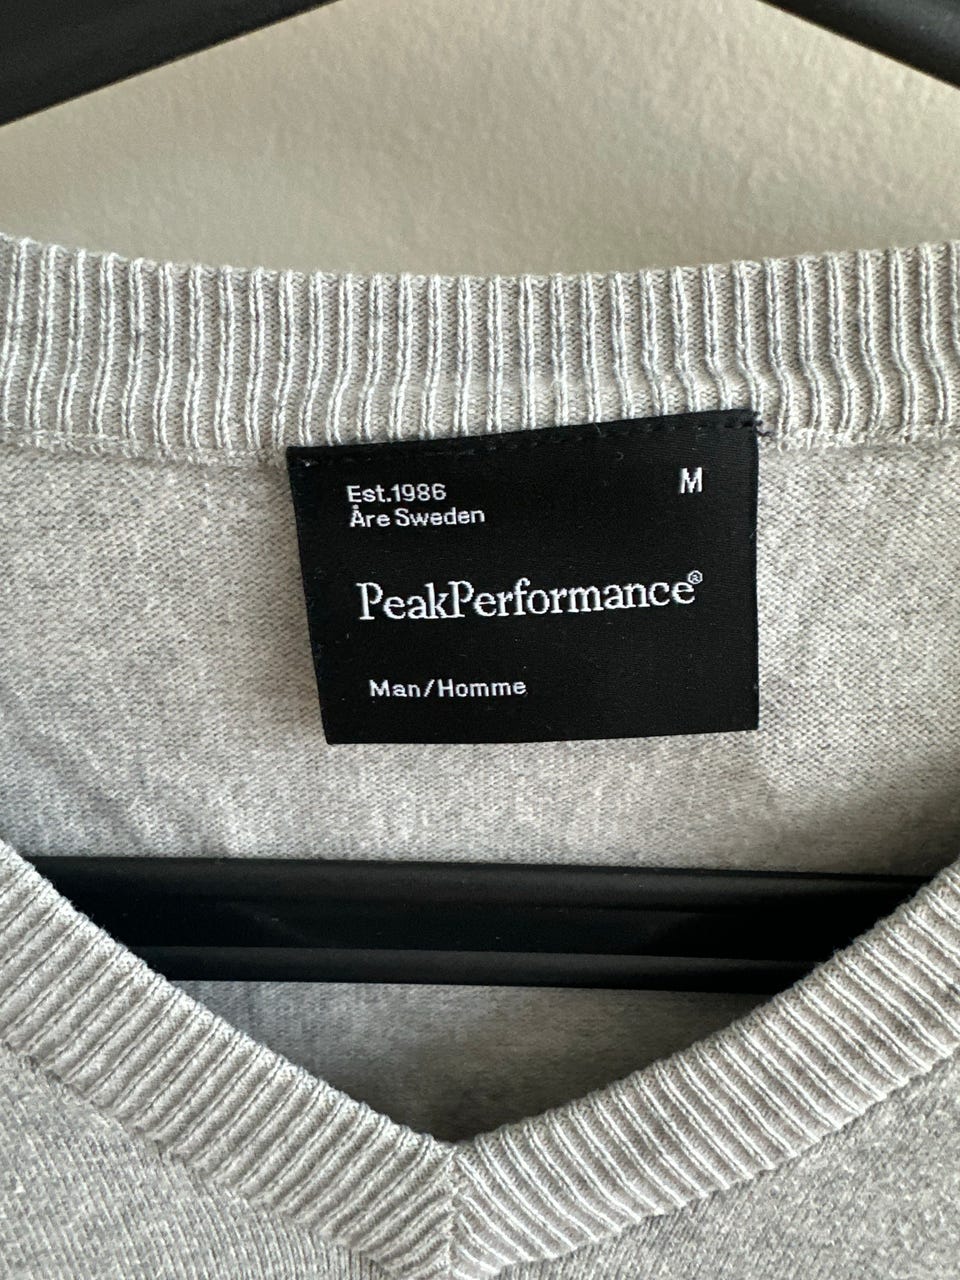 Est.1986
Åre Sweden
M
PeakPerformance®
Man/Homme